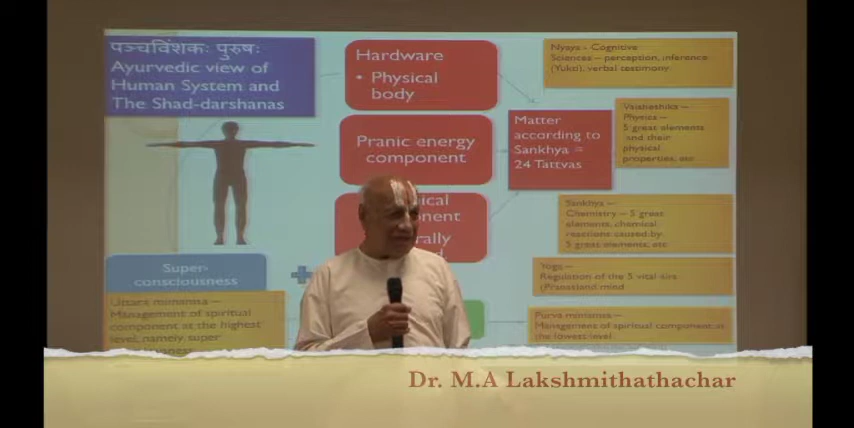 पञ्चविंशकः पुरुषः
Ayurvedic view of
Human System and
The Shad-darshanas
Hardware
• Physical
body
Pranic energy
component
Matter
according to
Sankhya =
24 Tattvas
Nyaya - Cognitive
Sciences – perception, inference
(Yukti), verbal testimony
Vaisheshika –
Physics –
5 great elements
and their
physical
properties, etc
Sankhya –
Chemistry – 5 great
elements, chemical
reactions caused by
5 great elements, etc
Yoga –
Regulation of the 5 vital airs
Purva mimamsa –
Management of spiritual component at
the lowest level
Super-
consciousness
Uttara mimamsa –
Management of spiritual
component at the highest
level, namely, super
Dr. M.A Lakshmithathachar